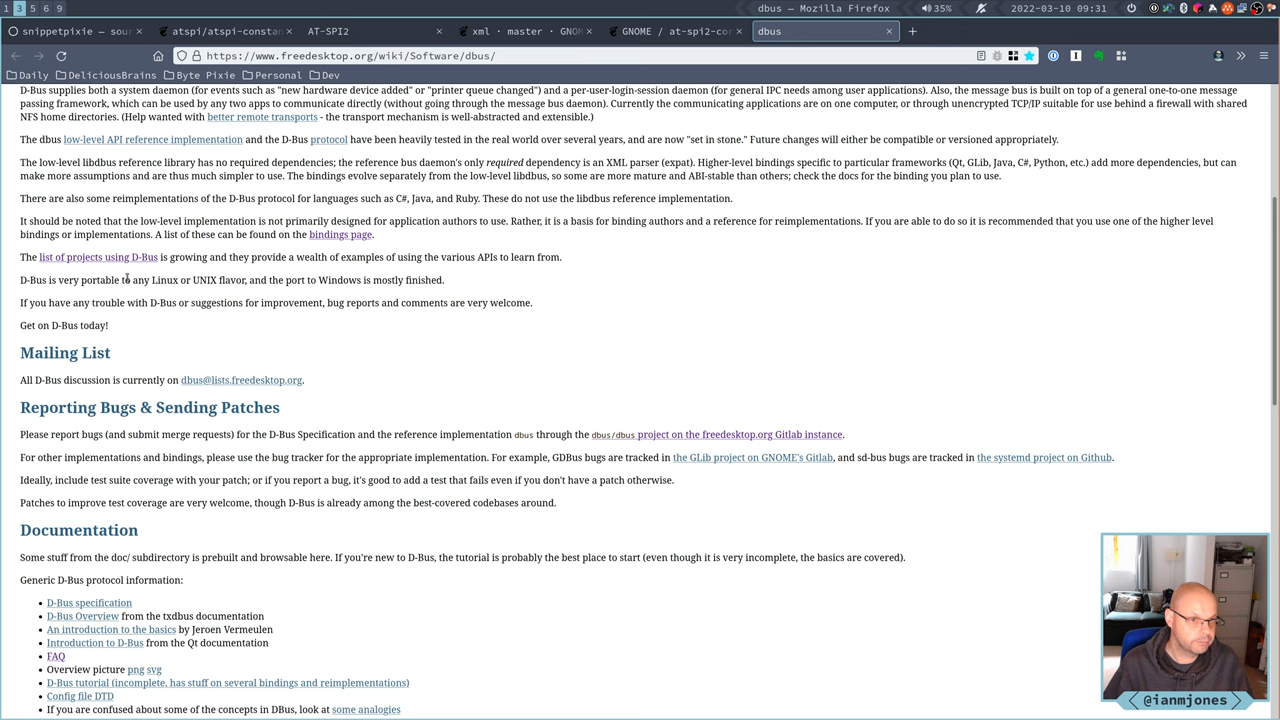 1 3 5 6 9
dbus — Mozilla Firefox
35%
2022-03-10 09:31
snippetpixie — sour
atspi/atspi-constan
AT-SPI2
xml · master · GNOM
GNOME / at-spi2-cor
dbus
https://www.freedesktop.org/wiki/Software/dbus/
Daily DeliciousBrains Byte Pixie Personal Dev
D-Bus supplies both a system daemon (for events such as "new hardware device added" or "printer queue changed") and a per-user-login-session daemon (for general IPC needs among user applications). Also, the message bus is built on top of a general one-to-one message
passing framework, which can be used by any two apps to communicate directly (without going through the message bus daemon). Currently the communicating applications are on one computer, or through unencrypted TCP/IP suitable for use behind a firewall with shared
NFS home directories. (Help wanted with better remote transports - the transport mechanism is well-abstracted and extensible.)
The dbus low-level API reference implementation and the D-Bus protocol have been heavily tested in the real world over several years, and are now "set in stone." Future changes will either be compatible or versioned appropriately.
The low-level libdbus reference library has no required dependencies; the reference bus daemon's only required dependency is an XML parser (expat). Higher-level bindings specific to particular frameworks (Qt, GLib, Java, C#, Python, etc.) add more dependencies, but can
make more assumptions and are thus much simpler to use. The bindings evolve separately from the low-level libdbus, so some are more mature and ABI-stable than others; check the docs for the binding you plan to use.
There are also some reimplementations of the D-Bus protocol for languages such as C#, Java, and Ruby. These do not use the libdbus reference implementation.
It should be noted that the low-level implementation is not primarily designed for application authors to use. Rather, it is a basis for binding authors and a reference for reimplementations. If you are able to do so it is recommended that you use one of the higher level
bindings or implementations. A list of these can be found on the bindings page.
The list of projects using D-Bus is growing and they provide a wealth of examples of using the various APIs to learn from.
D-Bus is very portable to any Linux or UNIX flavor, and the port to Windows is mostly finished.
If you have any trouble with D-Bus or suggestions for improvement, bug reports and comments are very welcome.
Get on D-Bus today!
Mailing List
All D-Bus discussion is currently on dbus@lists.freedesktop.org.
Reporting Bugs & Sending Patches
Please report bugs (and submit merge requests) for the D-Bus Specification and the reference implementation dbus through the dbus/dbus project on the freedesktop.org Gitlab instance.
For other implementations and bindings, please use the bug tracker for the appropriate implementation. For example, GDBus bugs are tracked in the GLib project on GNOME's Gitlab, and sd-bus bugs are tracked in the systemd project on Github.
Ideally, include test suite coverage with your patch; or if you report a bug, it's good to add a test that fails even if you don't have a patch otherwise.
Patches to improve test coverage are very welcome, though D-Bus is already among the best-covered codebases around.
Documentation
Some stuff from the doc/ subdirectory is prebuilt and browsable here. If you're new to D-Bus, the tutorial is probably the best place to start (even though it is very incomplete, the basics are covered).
Generic D-Bus protocol information:
• D-Bus specification
• D-Bus Overview from the txdbus documentation
• An introduction to the basics by Jeroen Vermeulen
• Introduction to D-Bus from the Qt documentation
• FAQ
• Overview picture png svg
• D-Bus tutorial (incomplete, has stuff on several bindings and reimplementations)
• Config file DTD
• If you are confused about some of the concepts in DBus, look at some analogies
@ianmjones